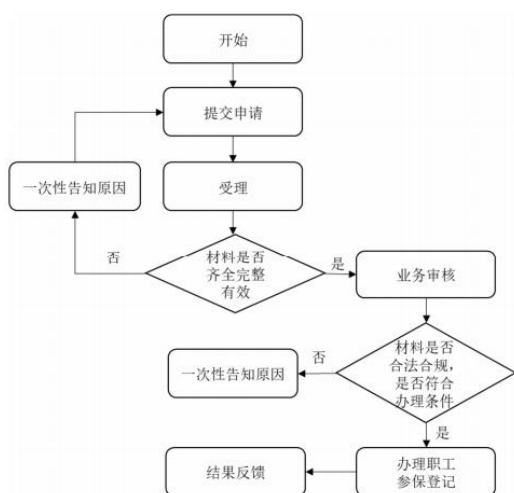 开始
提交申请
一次性告知原因
受理
否
材料是否
齐全完整
有效
是
业务审核
一次性告知原因
否
材料是否
合法合规,
是否符合
办理条件
是
结果反馈
办理职工
参保登记